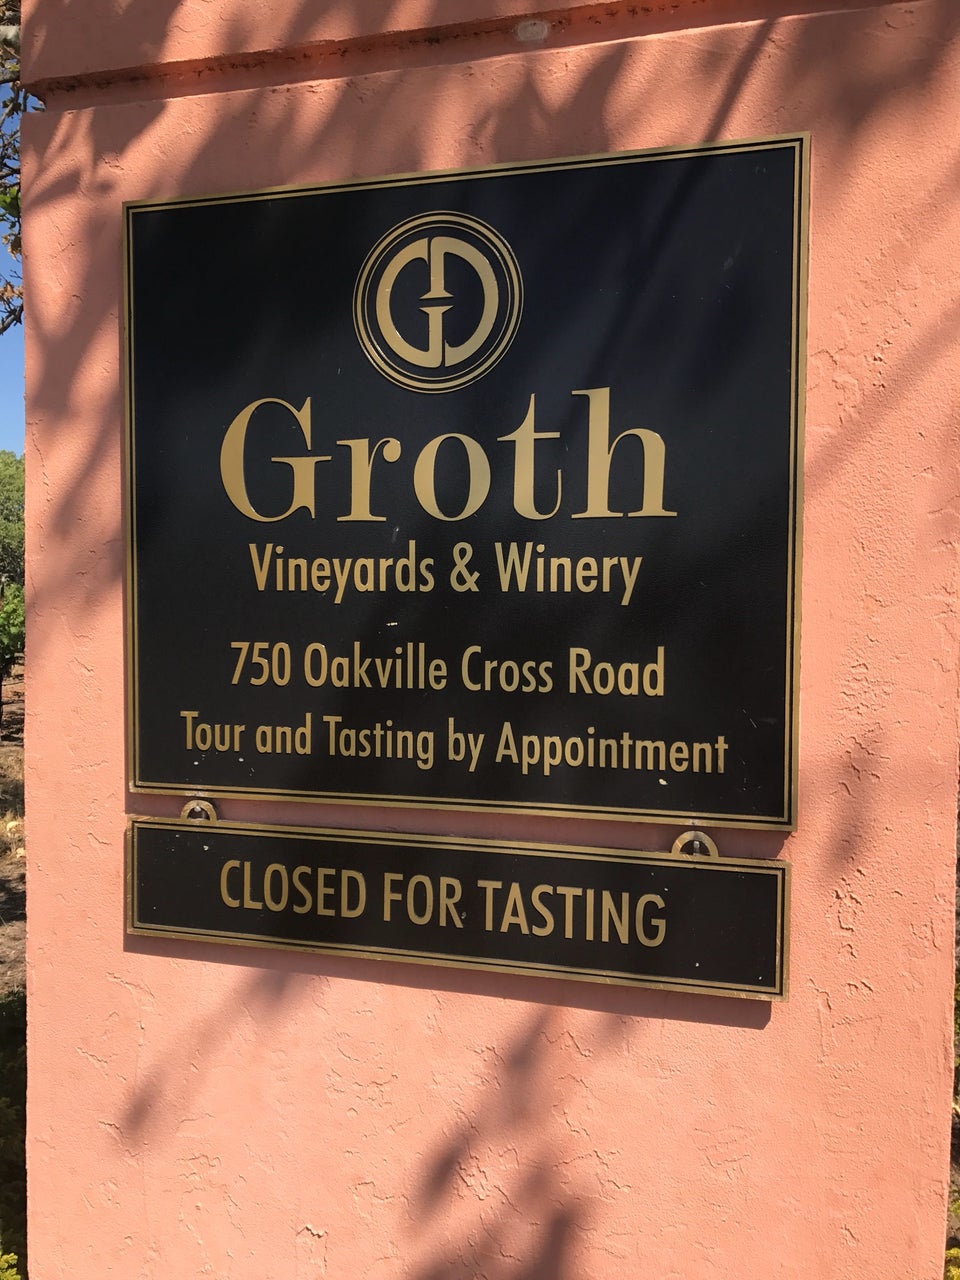 Groth
Vineyards & Winery
750 Oakville Cross Road
Tour and Tasting by Appointment
CLOSED FOR TASTING